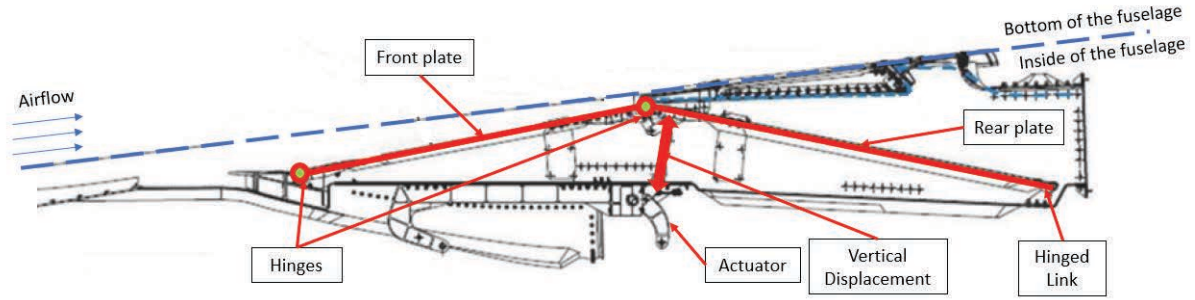 Bottom of the fuselage
Inside of the fuselage
Front plate
Airflow
Rear plate
Hinges
Actuator
Vertical
Displacement
Hinged
Link